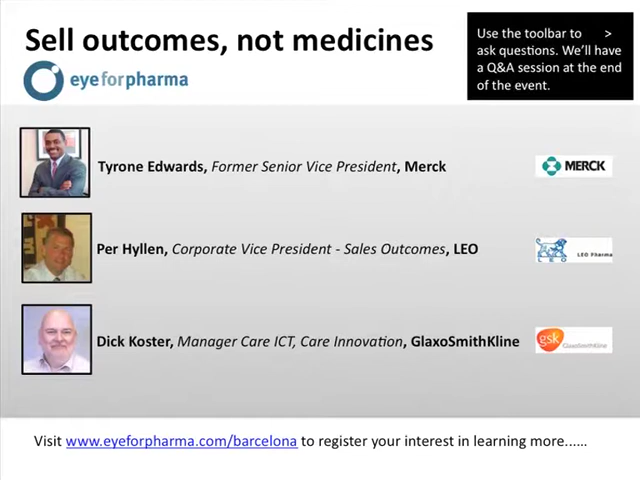 Sell outcomes, not medicines
Use the toolbar to >
ask questions. We'll have
a Q&A session at the end
of the event.
eyeforpharma
Tyrone Edwards, Former Senior Vice President, Merck
MERCK
Per Hyllen, Corporate Vice President - Sales Outcomes, LEO
LEO
LEO Pharma
Dick Koster, Manager Care ICT, Care Innovation, GlaxoSmithKline
gsk
GlaxoSmithKline
Visit www.eyeforpharma.com/barcelona to register your interest in learning more......